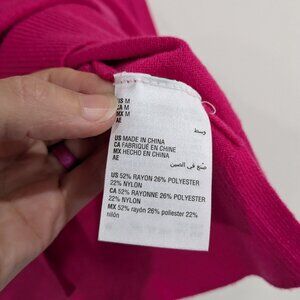 US M
CA M
MX M
AE
وسط
US MADE IN CHINA
CA FABRIQUÉ EN CHINE
MX HECHO EN CHINA
AE
صنع في الصين
US 52% RAYON 26% POLYESTER
22% NYLON
CA 52% RAYONNE 26% POLYESTER
22% NYLON
MX 52% rayón 26% poliester 22%
nilón